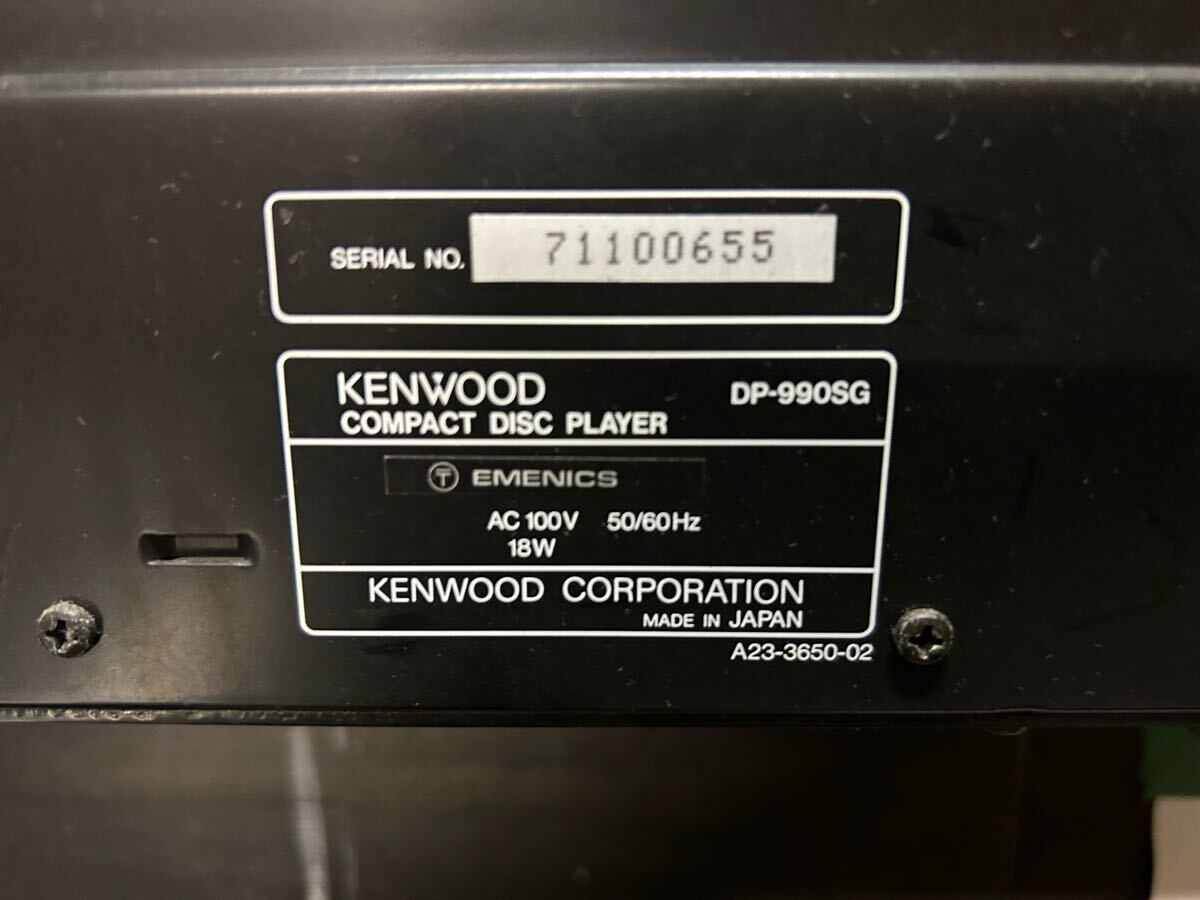 SERIAL NO. 71100655
KENWOOD DP-990SG
COMPACT DISC PLAYER
T EMENICS
AC 100V 50/60Hz
18W
KENWOOD CORPORATION
MADE IN JAPAN
A23-3650-02